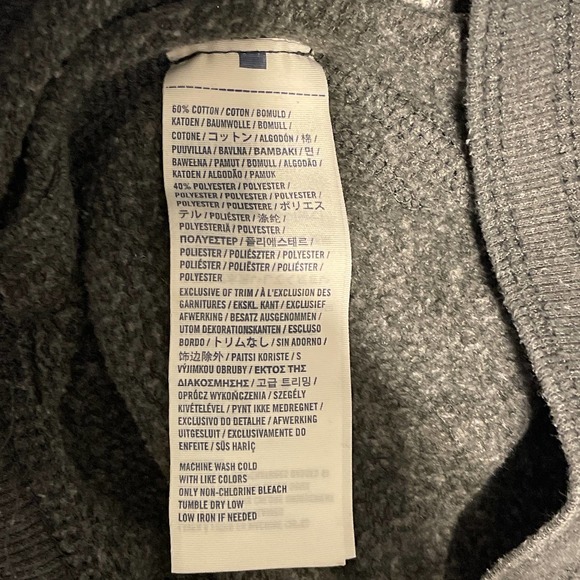 60% COTTON / COTON / BOMULD /
KATOEN / BAUMWOLLE / BOMULL /
COTONE / コットン / ALGODÓN / 棉 /
PUUVILLAA / BAVLNA / ΒΑΜΒΑΚΙ / 면 /
BAWEŁNA / PAMUT / BOMULL / ALGODÃO /
KATOEN / ALGODÃO / PAMUK
40% POLYESTER / POLYESTER /
POLYESTER / POLYESTER / POLYESTER /
POLYESTER / POLIESTERE / ポリエス
テル / POLIÉSTER / 涤纶 /
POLYESTERIÄ / POLYESTER /
ΠΟΛΥΕΣΤΕΡ / 폴리에스테르 /
POLIESTER / POLIÉSZTER / POLYESTER /
POLIÉSTER / POLIËSTER / POLIÉSTER /
POLYESTER
EXCLUSIVE OF TRIM / À L'EXCLUSION DES
GARNITURES / EKSKL. KANT / EXCLUSIEF
AFWERKING / BESATZ AUSGENOMMEN /
UTOM DEKORATIONSKANTEN / ESCLUSO
BORDO / トリムなし / SIN ADORNO /
饰边除外 / PAITSI KORISTE / S
VÝJIMKOU OBRUBY / ΕΚΤΟΣ ΤΗΣ
ΔΙΑΚΟΣΜΗΣΗΣ / 고급 트리밍 /
OPRÓCZ WYKOŃCZENIA / SZEGÉLY
KIVÉTELÉVEL / PYNT IKKE MEDREGNET /
EXCLUSIVO DO DETALHE / AFWERKING
UITGESLUIT / EXCLUSIVAMENTE DO
ENFEITE / SÜS HARİÇ
MACHINE WASH COLD
WITH LIKE COLORS
ONLY NON-CHLORINE BLEACH
TUMBLE DRY LOW
LOW IRON IF NEEDED